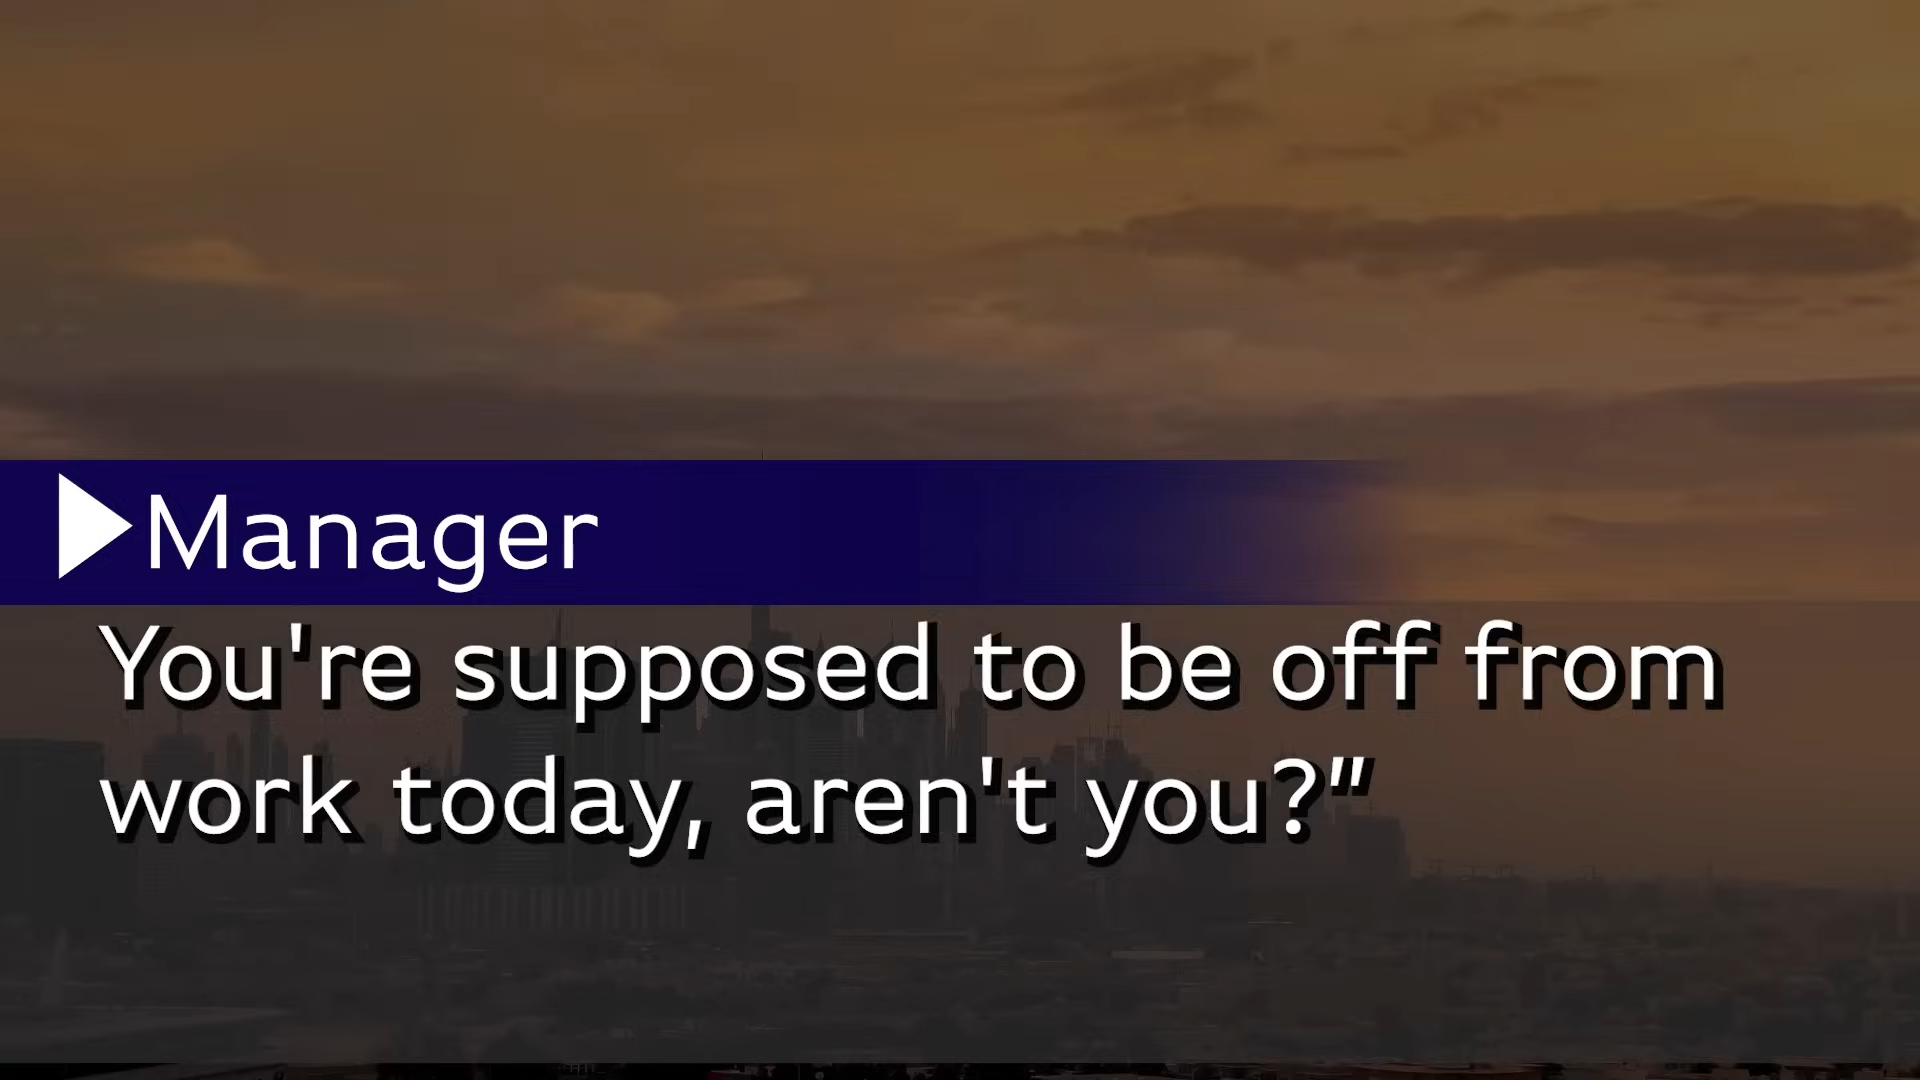 Manager
You're supposed to be off from
work today, aren't you?”